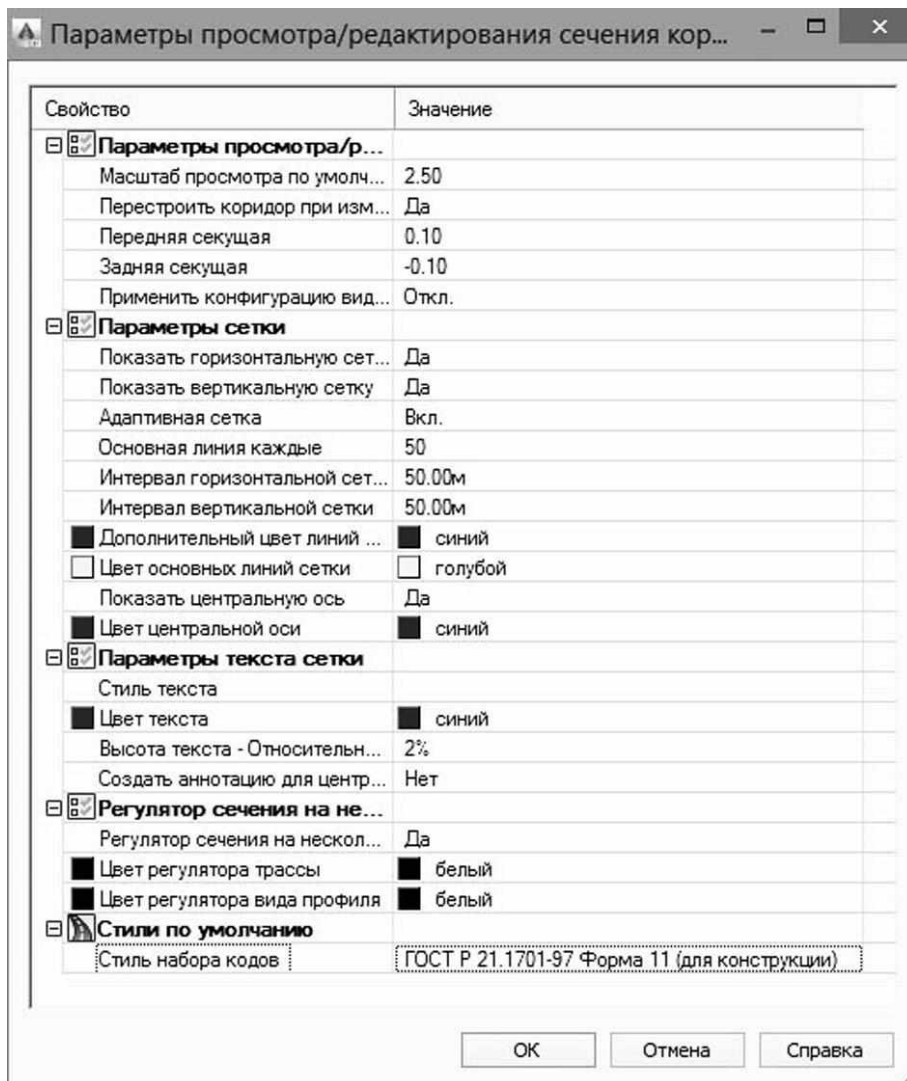 Параметры просмотра/редактирования сечения кор...
Свойство Значение
Параметры просмотра/р...
Масштаб просмотра по умолч... 2.50
Перестроить коридор при изм... Да
Передняя секущая 0.10
Задняя секущая -0.10
Применить конфигурацию вид... Откл.
Параметры сетки
Показать горизонтальную сет... Да
Показать вертикальную сетку Да
Адаптивная сетка Вкл.
Основная линия каждые 50
Интервал горизонтальной сет... 50.00м
Интервал вертикальной сетки 50.00м
Дополнительный цвет линий ... синий
Цвет основных линий сетки голубой
Показать центральную ось Да
Цвет центральной оси синий
Параметры текста сетки
Стиль текста
Цвет текста синий
Высота текста - Относительн... 2%
Создать аннотацию для центр... Нет
Регулятор сечения на не...
Регулятор сечения на нескол... Да
Цвет регулятора трассы белый
Цвет регулятора вида профиля белый
Стили по умолчанию
Стиль набора кодов ГОСТ Р 21.1701-97 Форма 11 (для конструкции)
OK Отмена Справка